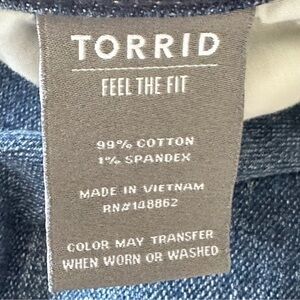 TORRID
FEEL THE FIT
99% COTTON
1% SPANDEX
MADE IN VIETNAM
RN#148862
COLOR MAY TRANSFER
WHEN WORN OR WASHED